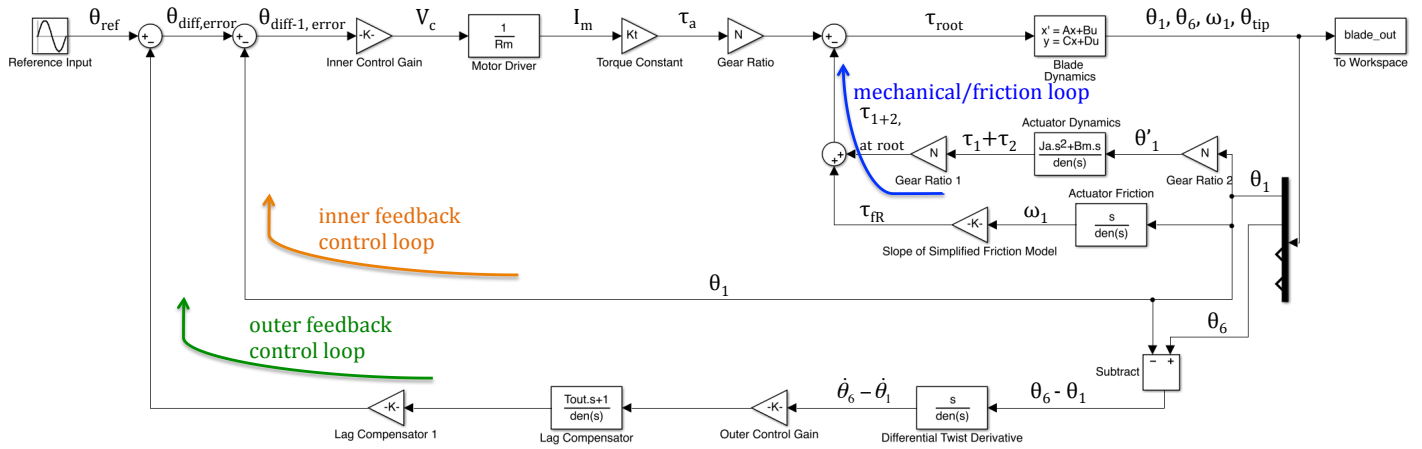 θref
θdiff,error
θdiff-1, error
Vc
Im
τa
τroot
θ1, θ6, ω1, θtip
+
−
+
−
-K-
1
Rm
Kt
N
+
−
x' = Ax+Bu
y = Cx+Du
blade_out
Reference Input
Inner Control Gain
Motor Driver
Torque Constant
Gear Ratio
Blade
Dynamics
To Workspace
mechanical/friction loop
τ1+2,
at root
Actuator Dynamics
τ1+τ2
θ'1
+
+
N
Ja.s²+Bm.s
den(s)
N
Gear Ratio 1
Gear Ratio 2
Actuator Friction
θ1
τfR
ω1
-K-
s
den(s)
Slope of Simplified Friction Model
inner feedback
control loop
θ1
outer feedback
control loop
θ6
− +
Subtract
θ6 - θ1
θ̇6 − θ̇1
-K-
Tout.s+1
den(s)
-K-
s
den(s)
Lag Compensator 1
Lag Compensator
Outer Control Gain
Differential Twist Derivative